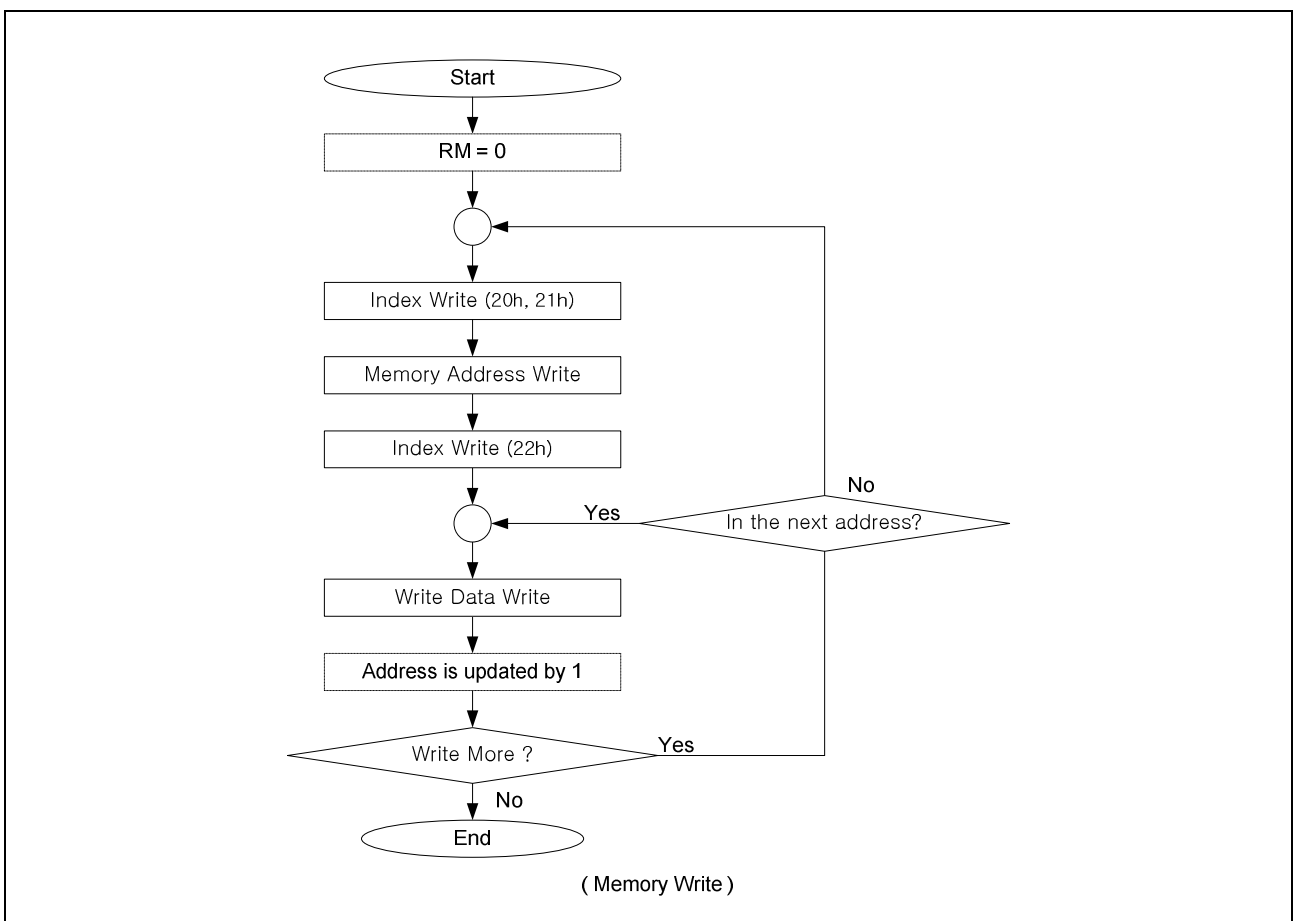 Start
RM = 0
Index Write (20h, 21h)
Memory Address Write
Index Write (22h)
No
Yes
In the next address?
Write Data Write
Address is updated by 1
Write More ?
Yes
No
End
( Memory Write )